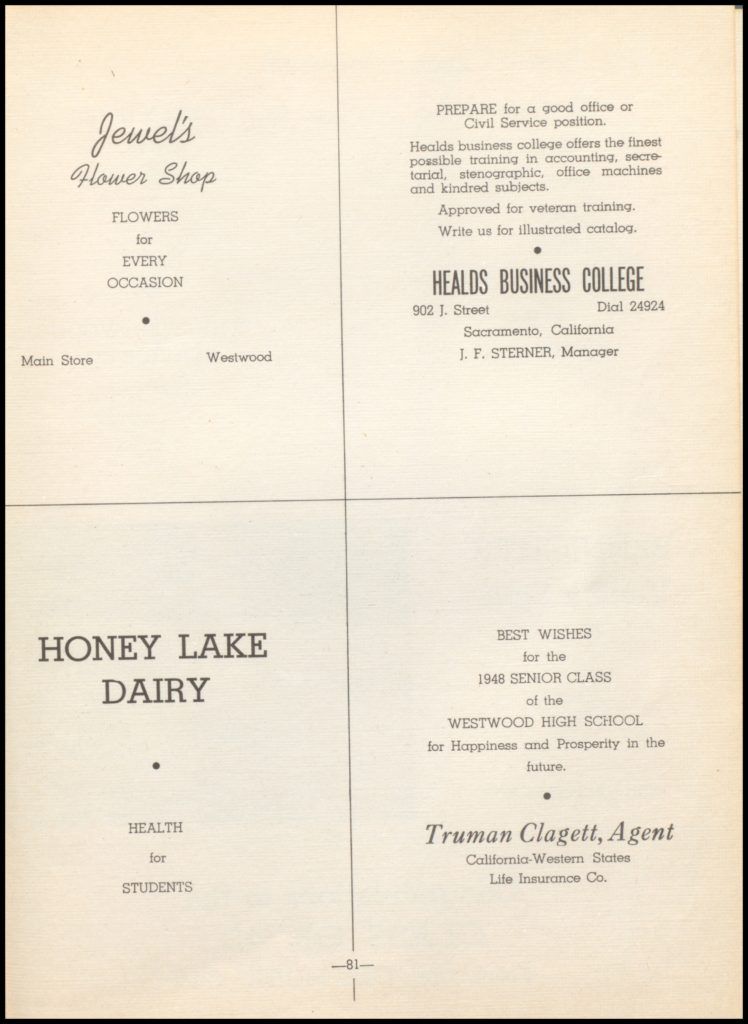 Jewel's
Flower Shop
FLOWERS
for
EVERY
OCCASION
•
Main Store Westwood
PREPARE for a good office or
Civil Service position.
Healds business college offers the finest
possible training in accounting, secre-
tarial, stenographic, office machines
and kindred subjects.
Approved for veteran training.
Write us for illustrated catalog.
•
HEALDS BUSINESS COLLEGE
902 J. Street Dial 24924
Sacramento, California
J. F. STERNER, Manager
HONEY LAKE
DAIRY
•
HEALTH
for
STUDENTS
BEST WISHES
for the
1948 SENIOR CLASS
of the
WESTWOOD HIGH SCHOOL
for Happiness and Prosperity in the
future.
•
Truman Clagett, Agent
California-Western States
Life Insurance Co.
—81—